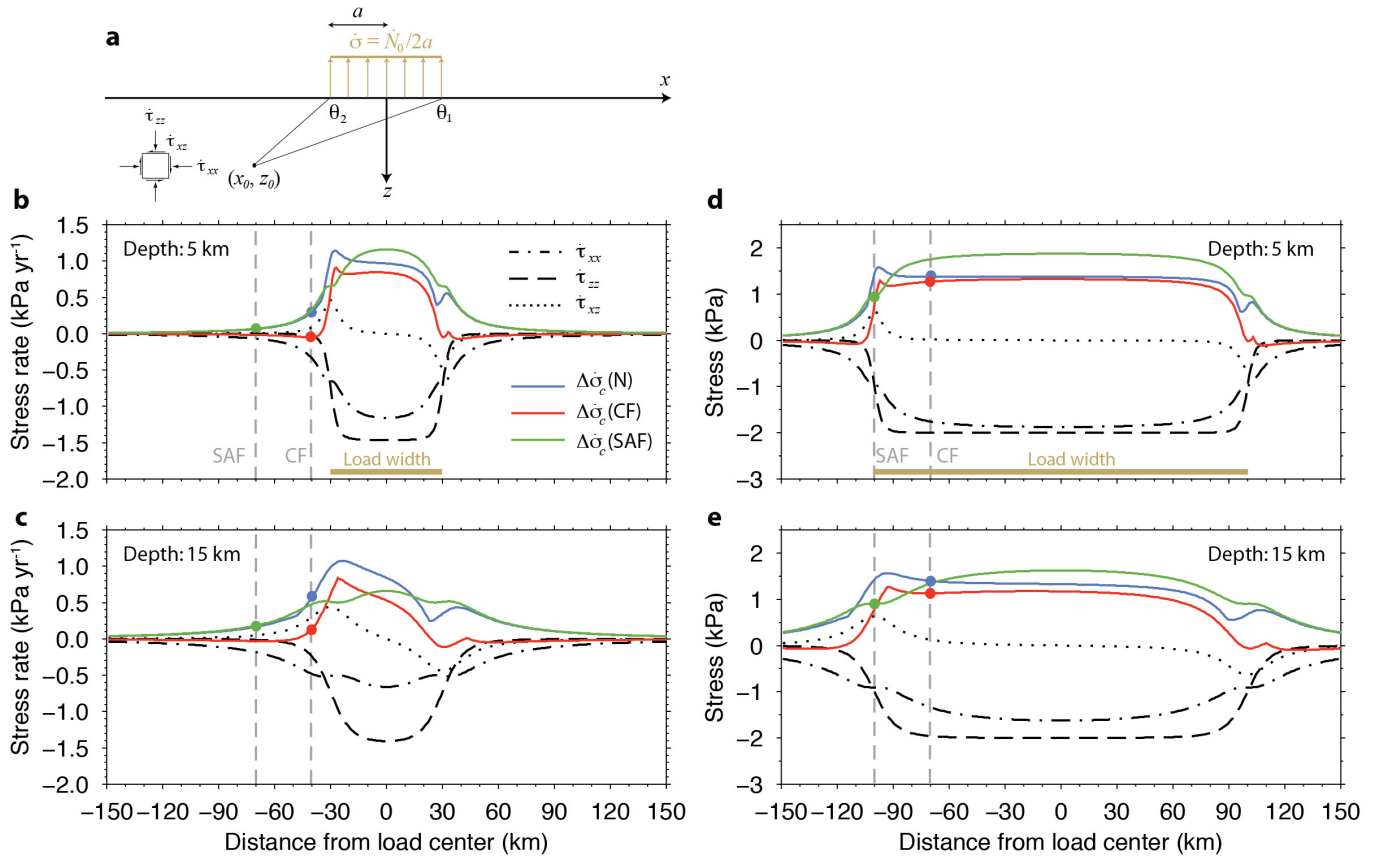 a
a
σ̇ = Ṅ₀/2a
x
θ₂
θ₁
τ̇zz
τ̇xz
τ̇xx
(x₀, z₀)
z
b
Depth: 5 km
1.5
1.0
0.5
0.0
−0.5
−1.0
−1.5
−2.0
Stress rate (kPa yr⁻¹)
τ̇xx
τ̇zz
τ̇xz
Δσ̇c(N)
Δσ̇c(CF)
Δσ̇c(SAF)
SAF
CF
Load width
d
Depth: 5 km
2
1
0
−1
−2
−3
Stress (kPa)
SAF
CF
Load width
c
Depth: 15 km
1.5
1.0
0.5
0.0
−0.5
−1.0
−1.5
−2.0
Stress rate (kPa yr⁻¹)
−150 −120 −90 −60 −30 0 30 60 90 120 150
Distance from load center (km)
e
Depth: 15 km
2
1
0
−1
−2
−3
Stress (kPa)
−150 −120 −90 −60 −30 0 30 60 90 120 150
Distance from load center (km)